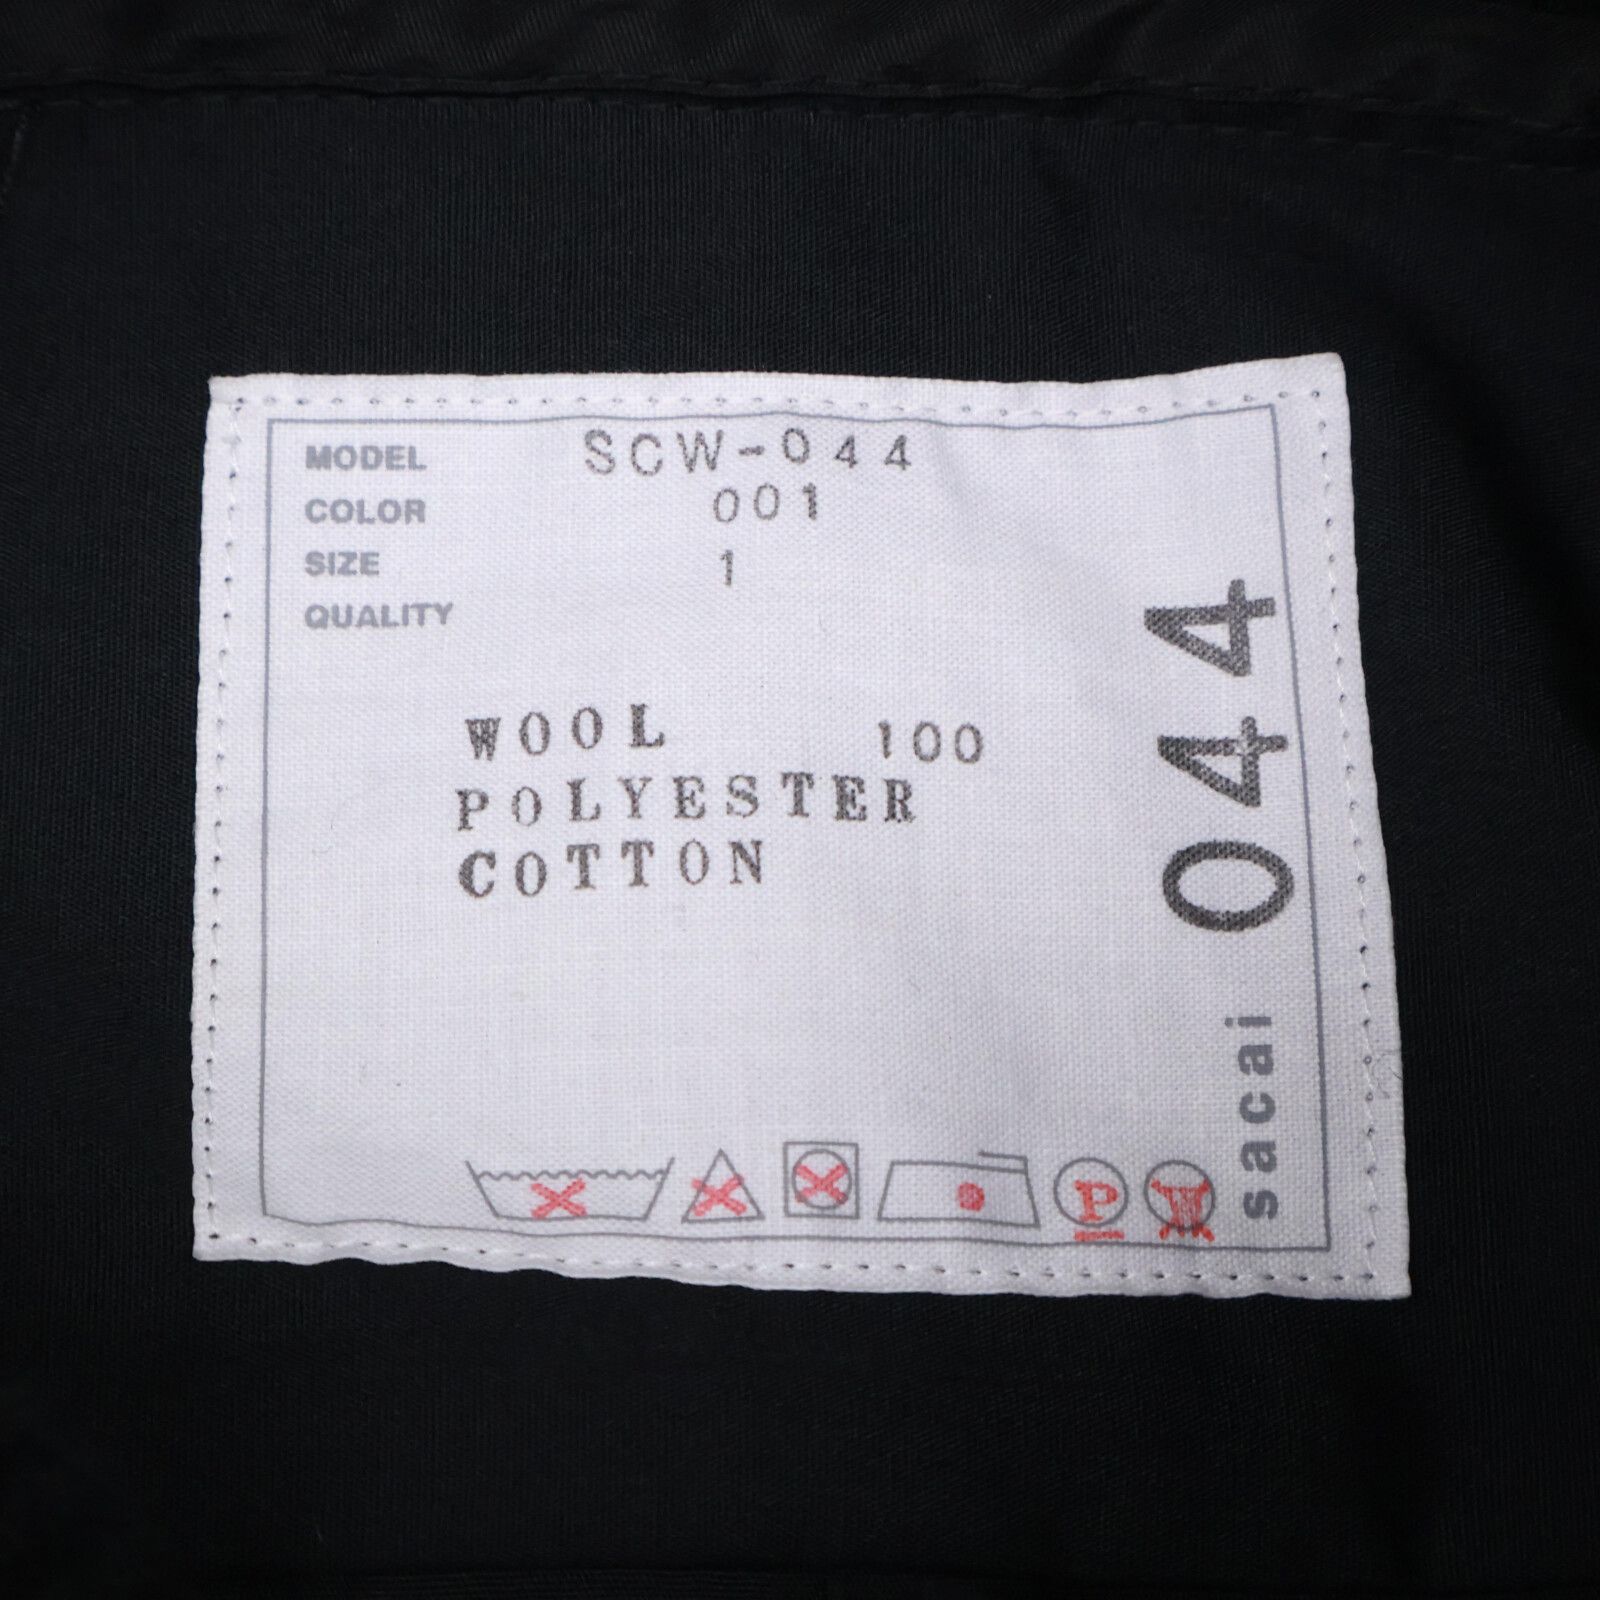 MODEL SCW-044
COLOR 001
SIZE 1
QUALITY
WOOL 100
POLYESTER
COTTON
P
sacai 044